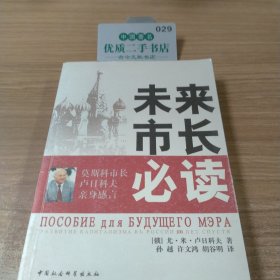 029
中国著名
优质二手书店
未来
市长
必读
莫斯科市长
卢日科夫
亲身感言
ПОСОБИЕ для БУДУЩЕГО МЭРА
[俄] 尤·米·卢日科夫 著
孙越 许文鸿 胡谷明 译
中国社会科学出版社